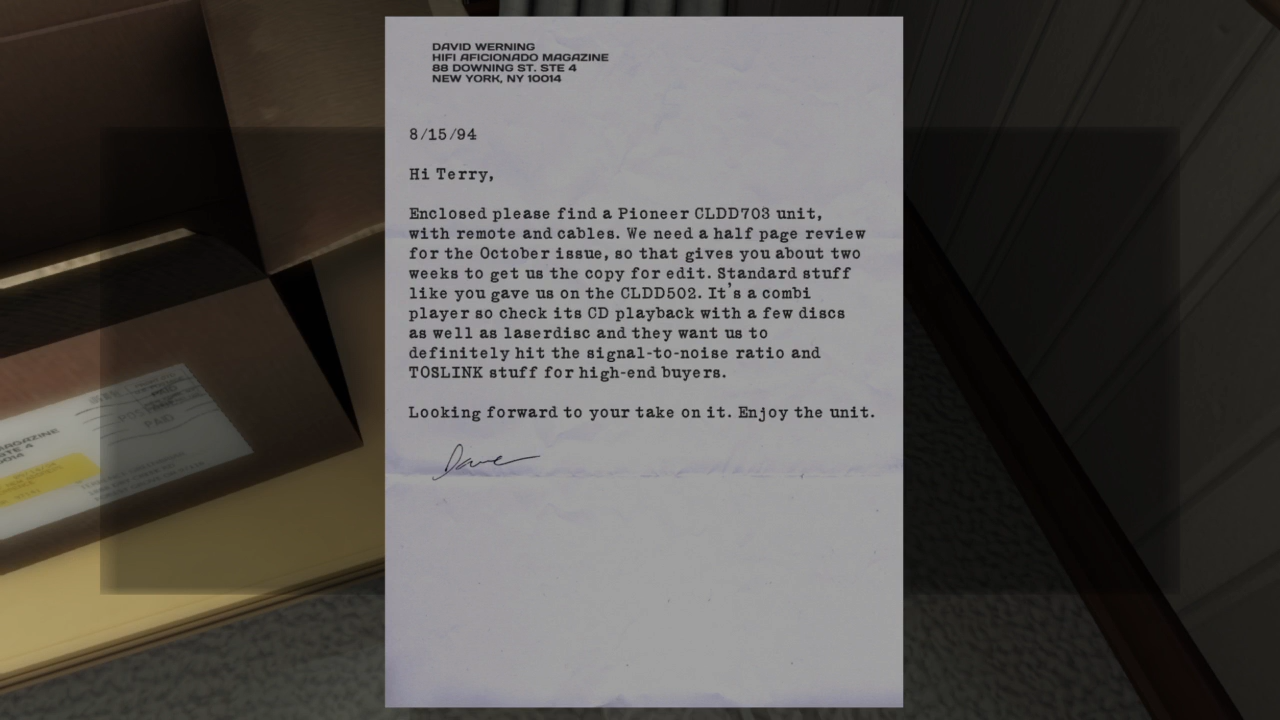 DAVID WERNING
HIFI AFICIONADO MAGAZINE
88 DOWNING ST. STE 4
NEW YORK, NY 10014
8/15/94
Hi Terry,
Enclosed please find a Pioneer CLDD703 unit,
with remote and cables. We need a half page review
for the October issue, so that gives you about two
weeks to get us the copy for edit. Standard stuff
like you gave us on the CLDD502. It's a combi
player so check its CD playback with a few discs
as well as laserdisc and they want us to
definitely hit the signal-to-noise ratio and
TOSLINK stuff for high-end buyers.
Looking forward to your take on it. Enjoy the unit.
Dave
PAID